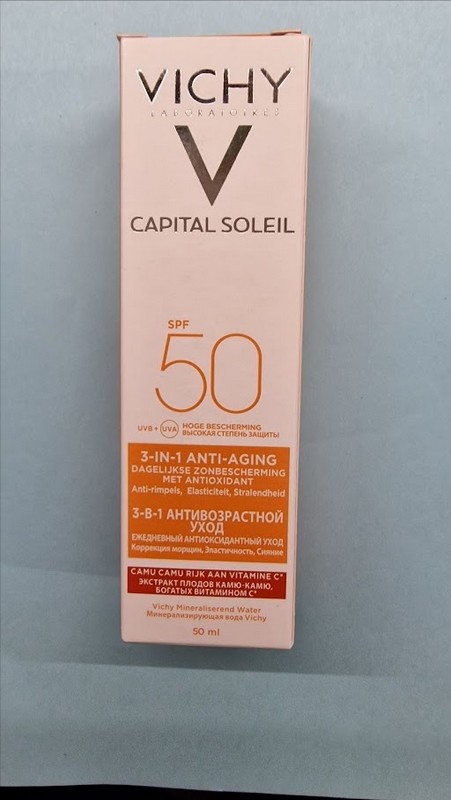 VICHY
LABORATOIRES
V
CAPITAL SOLEIL
SPF
50
UVB + UVA HOGE BESCHERMING
ВЫСОКАЯ СТЕПЕНЬ ЗАЩИТЫ
3-IN-1 ANTI-AGING
DAGELIJKSE ZONBESCHERMING
MET ANTIOXIDANT
Anti-rimpels, Elasticiteit, Stralendheid
3-В-1 АНТИВОЗРАСТНОЙ
УХОД
ЕЖЕДНЕВНЫЙ АНТИОКСИДАНТНЫЙ УХОД
Коррекция морщин, Эластичность, Сияние
CAMU CAMU RIJK AAN VITAMINE C*
ЭКСТРАКТ ПЛОДОВ КАМЮ-КАМЮ,
БОГАТЫХ ВИТАМИНОМ С*
Vichy Mineraliserend Water
Минерализирующая вода Vichy
50 ml